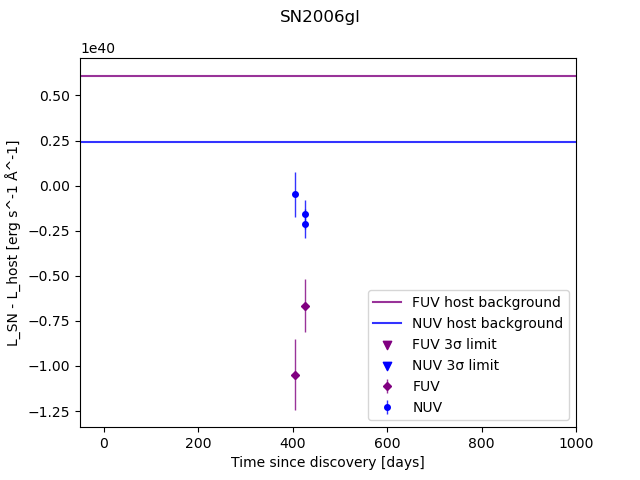 SN2006gl
1e40
0.50
0.25
0.00
−0.25
−0.50
−0.75
−1.00
−1.25
L_SN - L_host [erg s^-1 Å^-1]
FUV host background
NUV host background
FUV 3σ limit
NUV 3σ limit
FUV
NUV
0 200 400 600 800 1000
Time since discovery [days]